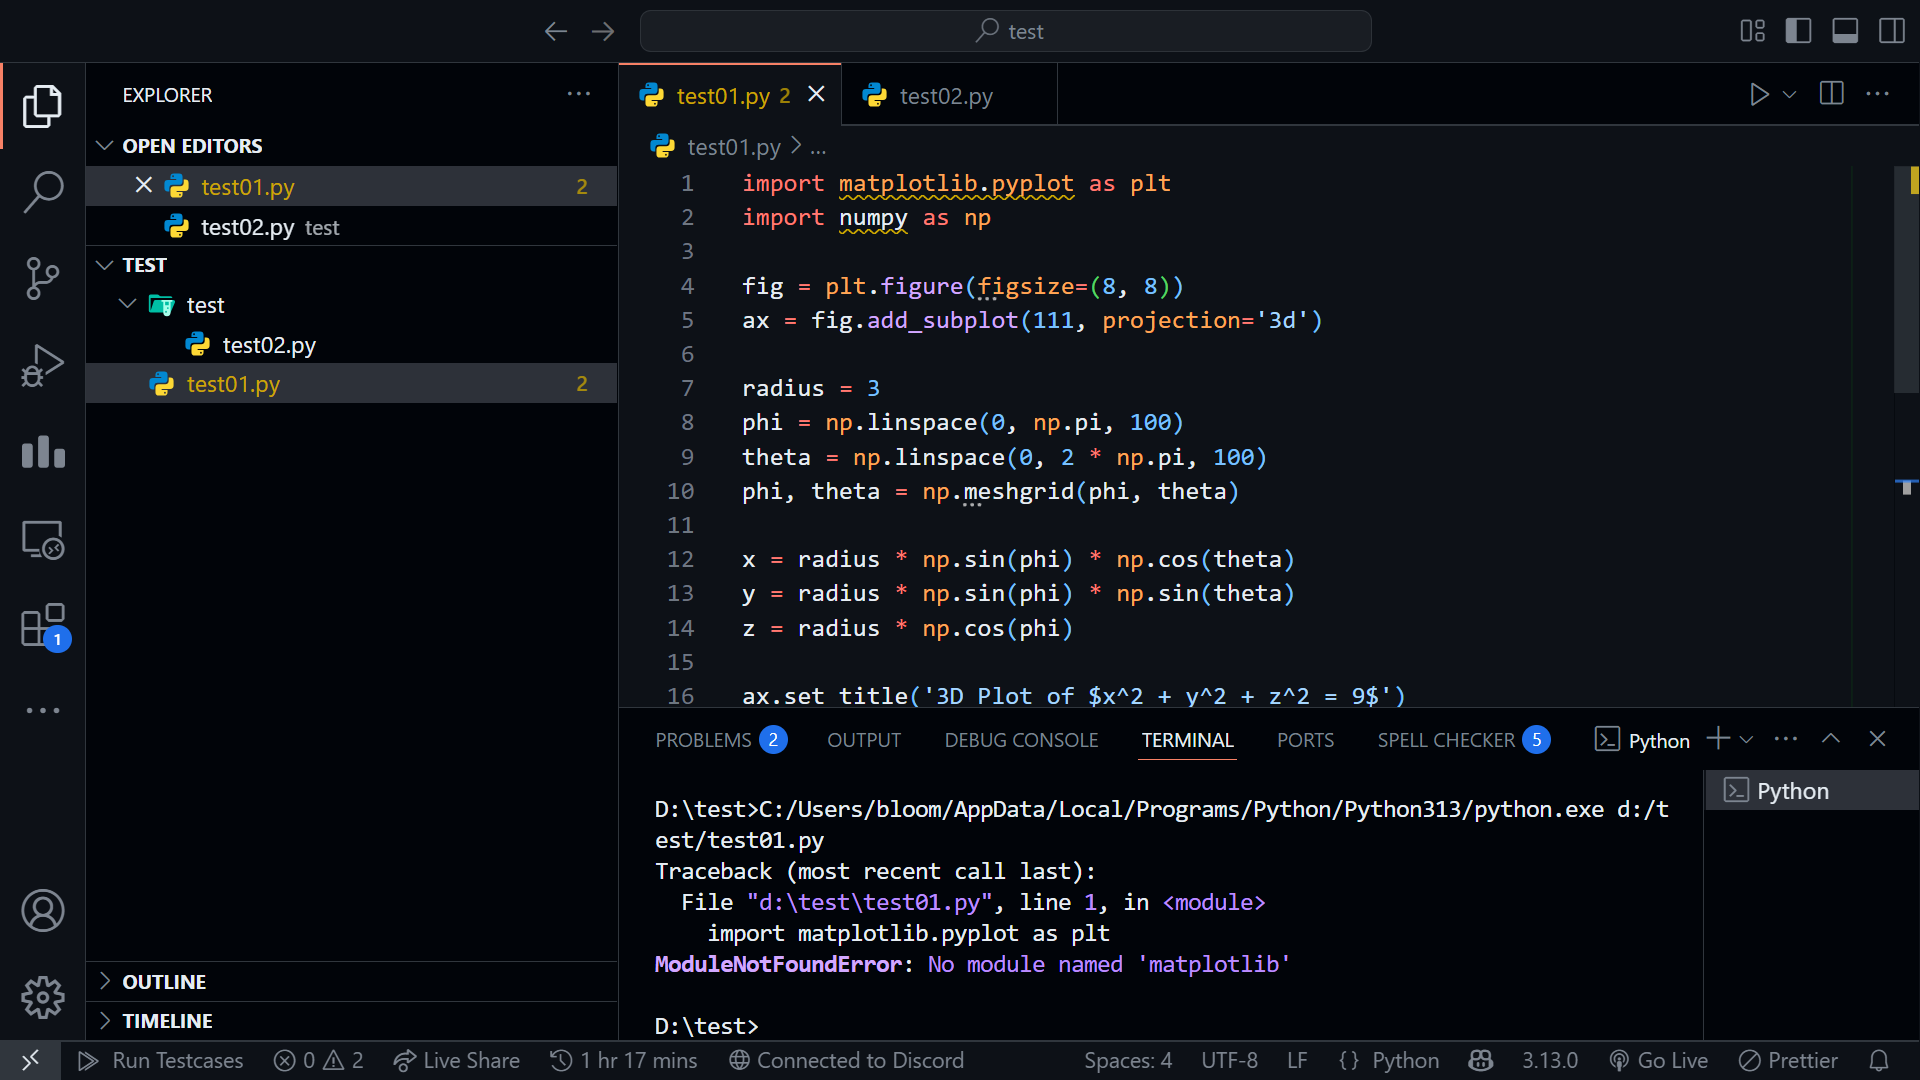 test
EXPLORER
OPEN EDITORS
test01.py 2
test02.py test
TEST
test
test02.py
test01.py 2
OUTLINE
TIMELINE
1
test01.py 2
test02.py
test01.py > ...
1 import matplotlib.pyplot as plt
2 import numpy as np
3
4 fig = plt.figure(figsize=(8, 8))
5 ax = fig.add_subplot(111, projection='3d')
6
7 radius = 3
8 phi = np.linspace(0, np.pi, 100)
9 theta = np.linspace(0, 2 * np.pi, 100)
10 phi, theta = np.meshgrid(phi, theta)
11
12 x = radius * np.sin(phi) * np.cos(theta)
13 y = radius * np.sin(phi) * np.sin(theta)
14 z = radius * np.cos(phi)
15
16 ax.set_title('3D Plot of $x^2 + y^2 + z^2 = 9$')
PROBLEMS 2 OUTPUT DEBUG CONSOLE TERMINAL PORTS SPELL CHECKER 5 Python
Python
D:\test>C:/Users/bloom/AppData/Local/Programs/Python/Python313/python.exe d:/t
est/test01.py
Traceback (most recent call last):
  File "d:\test\test01.py", line 1, in <module>
    import matplotlib.pyplot as plt
ModuleNotFoundError: No module named 'matplotlib'
D:\test>
Run Testcases 0 2 Live Share 1 hr 17 mins Connected to Discord Spaces: 4 UTF-8 LF {} Python 3.13.0 Go Live Prettier